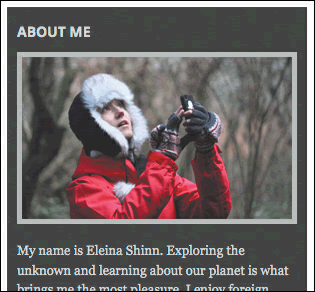 ABOUT ME
My name is Eleina Shinn. Exploring the
unknown and learning about our planet is what
brings me the most pleasure. I enjoy foreign